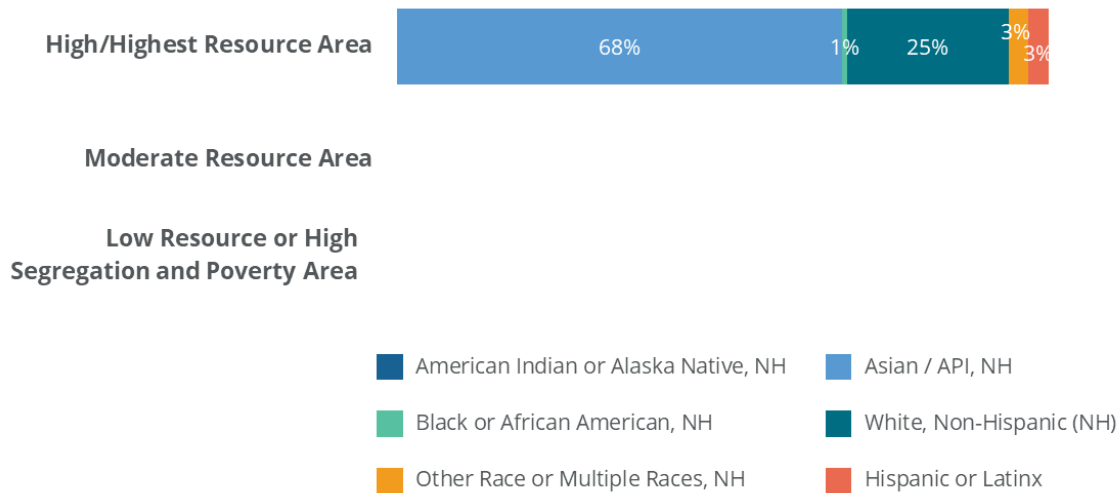 High/Highest Resource Area
68%
1%
25%
3%
3%
Moderate Resource Area
Low Resource or High
Segregation and Poverty Area
American Indian or Alaska Native, NH
Asian / API, NH
Black or African American, NH
White, Non-Hispanic (NH)
Other Race or Multiple Races, NH
Hispanic or Latinx